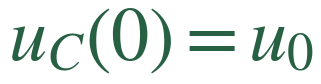 u_C(0) = u_0